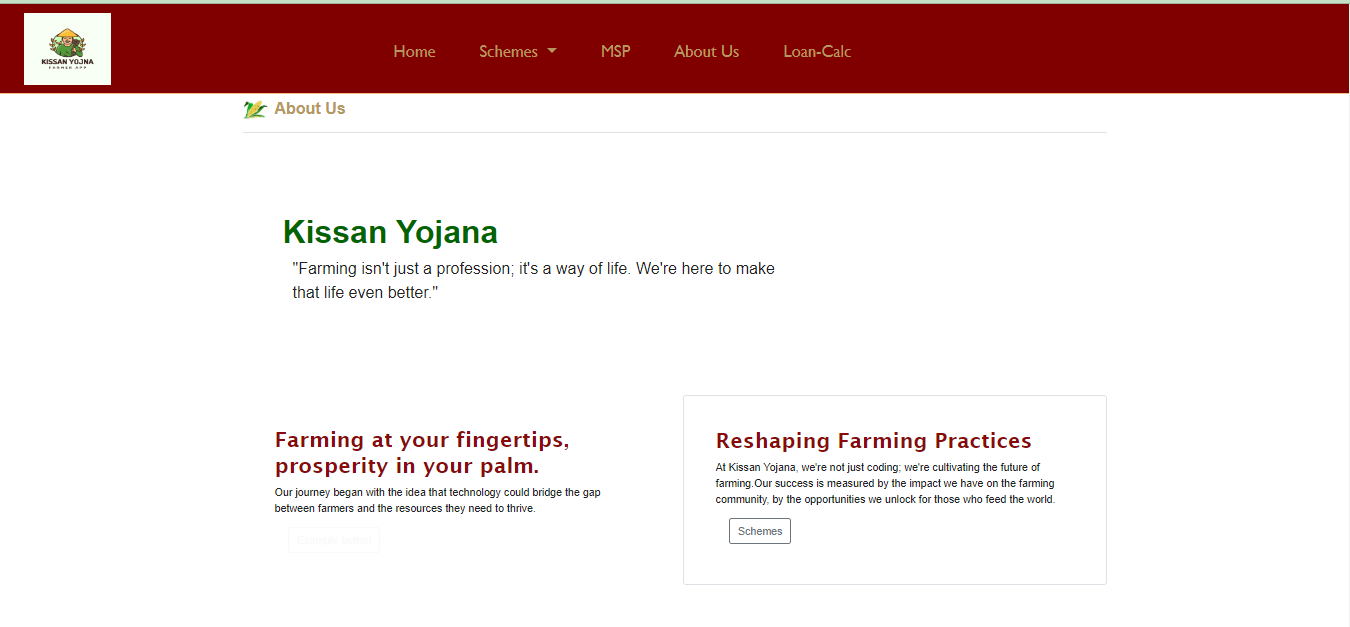 KISSAN YOJNA
FARMER APP
Home
Schemes
MSP
About Us
Loan-Calc
About Us
Kissan Yojana
"Farming isn't just a profession; it's a way of life. We're here to make
that life even better."
Farming at your fingertips,
prosperity in your palm.
Our journey began with the idea that technology could bridge the gap
between farmers and the resources they need to thrive.
Example button
Reshaping Farming Practices
At Kissan Yojana, we're not just coding; we're cultivating the future of
farming.Our success is measured by the impact we have on the farming
community, by the opportunities we unlock for those who feed the world.
Schemes